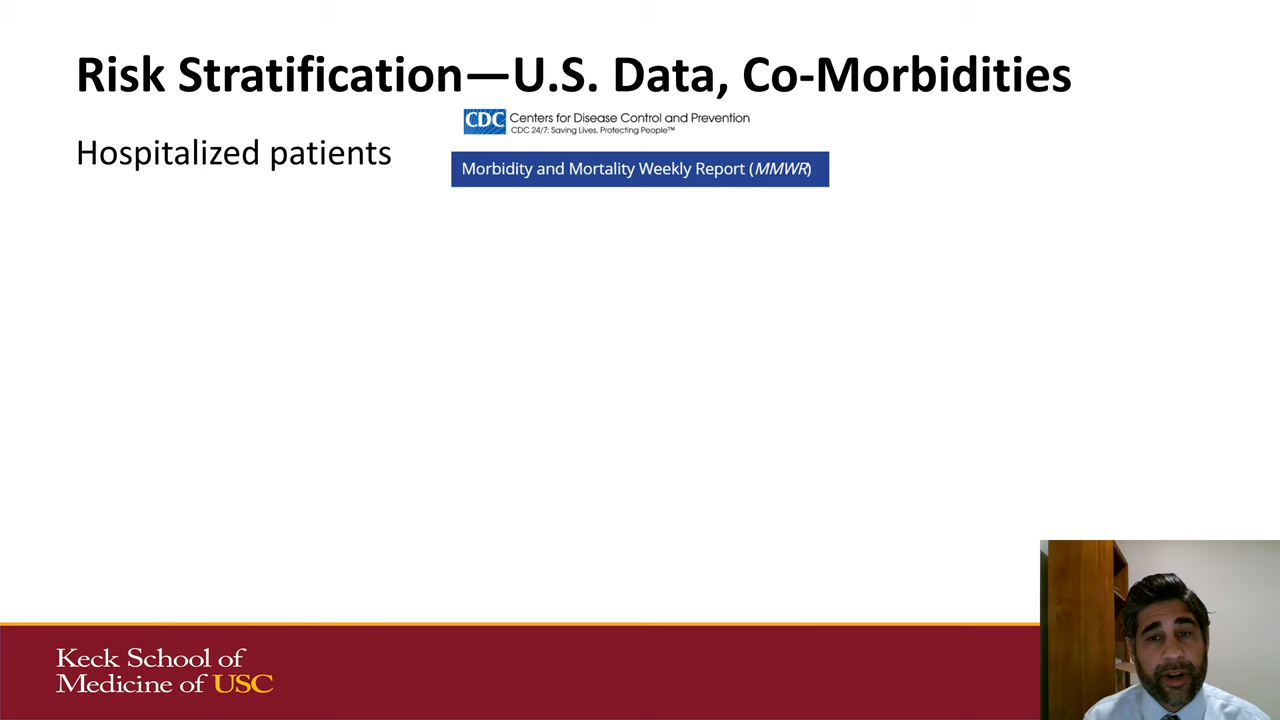 Risk Stratification—U.S. Data, Co-Morbidities
CDC Centers for Disease Control and Prevention
CDC 24/7: Saving Lives, Protecting People™
Hospitalized patients
Morbidity and Mortality Weekly Report (MMWR)
Keck School of
Medicine of USC